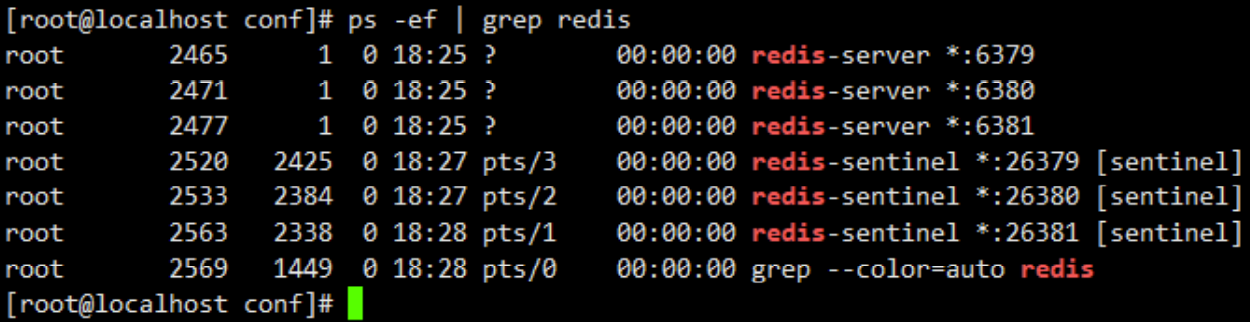 [root@localhost conf]# ps -ef | grep redis
root 2465 1 0 18:25 ? 00:00:00 redis-server *:6379
root 2471 1 0 18:25 ? 00:00:00 redis-server *:6380
root 2477 1 0 18:25 ? 00:00:00 redis-server *:6381
root 2520 2425 0 18:27 pts/3 00:00:00 redis-sentinel *:26379 [sentinel]
root 2533 2384 0 18:27 pts/2 00:00:00 redis-sentinel *:26380 [sentinel]
root 2563 2338 0 18:28 pts/1 00:00:00 redis-sentinel *:26381 [sentinel]
root 2569 1449 0 18:28 pts/0 00:00:00 grep --color=auto redis
[root@localhost conf]#